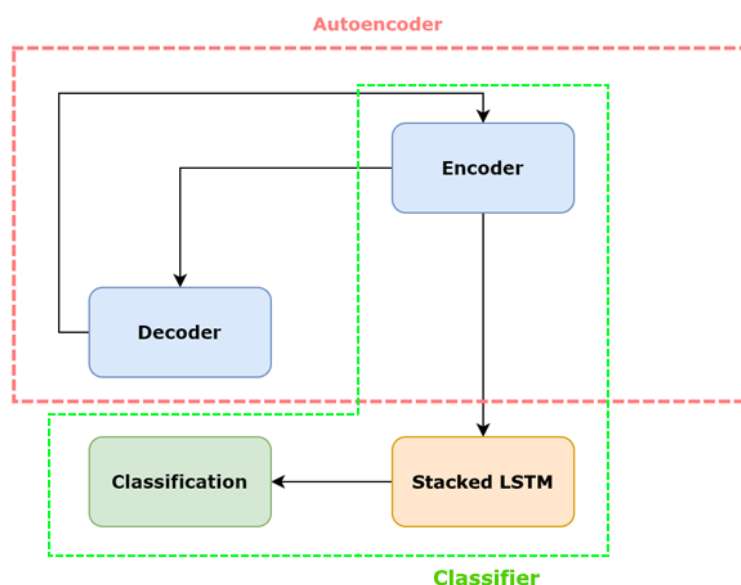 Autoencoder
Encoder
Decoder
Classification
Stacked LSTM
Classifier